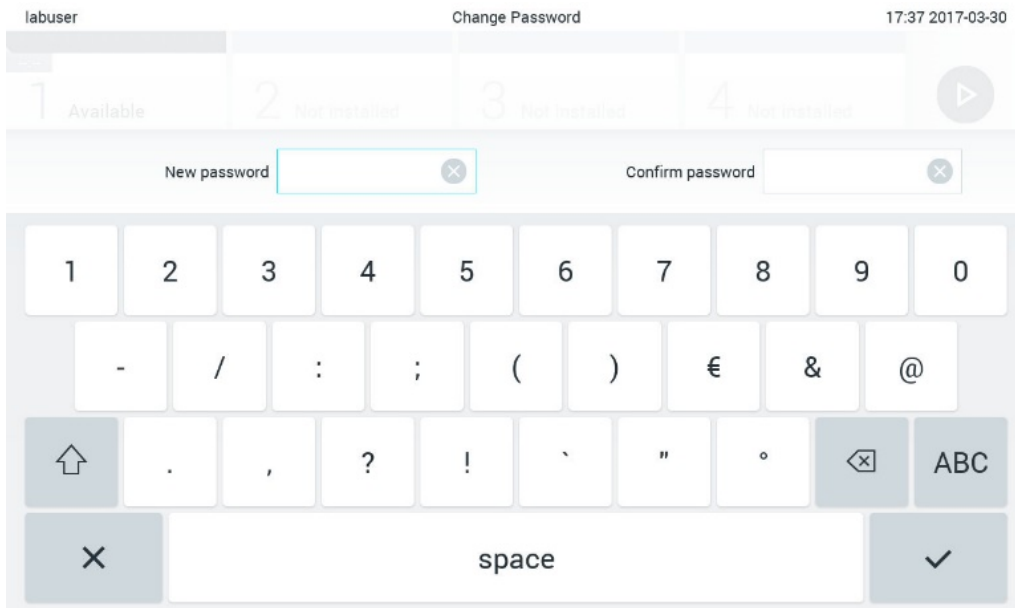 labuser Change Password 17:37 2017-03-30
1 Available 2 Not installed 3 Not installed 4 Not installed
New password Confirm password
1 2 3 4 5 6 7 8 9 0
- / : ; ( ) € & @
. , ? ! ` " ° ABC
space